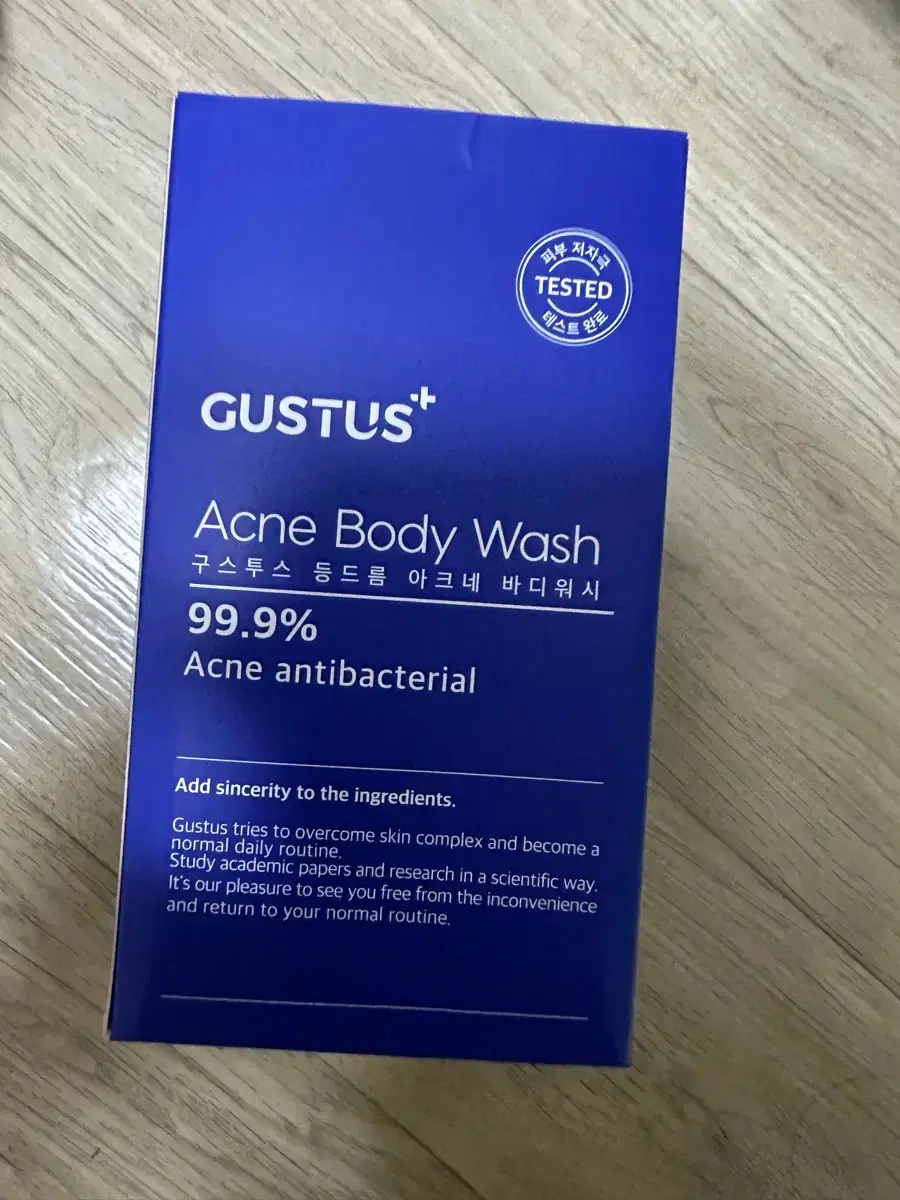 피부 저자극
TESTED
테스트 완료
GUSTUS+
Acne Body Wash
구스투스 등드름 아크네 바디워시
99.9%
Acne antibacterial
Add sincerity to the ingredients.
Gustus tries to overcome skin complex and become a
normal daily routine.
Study academic papers and research in a scientific way.
It's our pleasure to see you free from the inconvenience
and return to your normal routine.